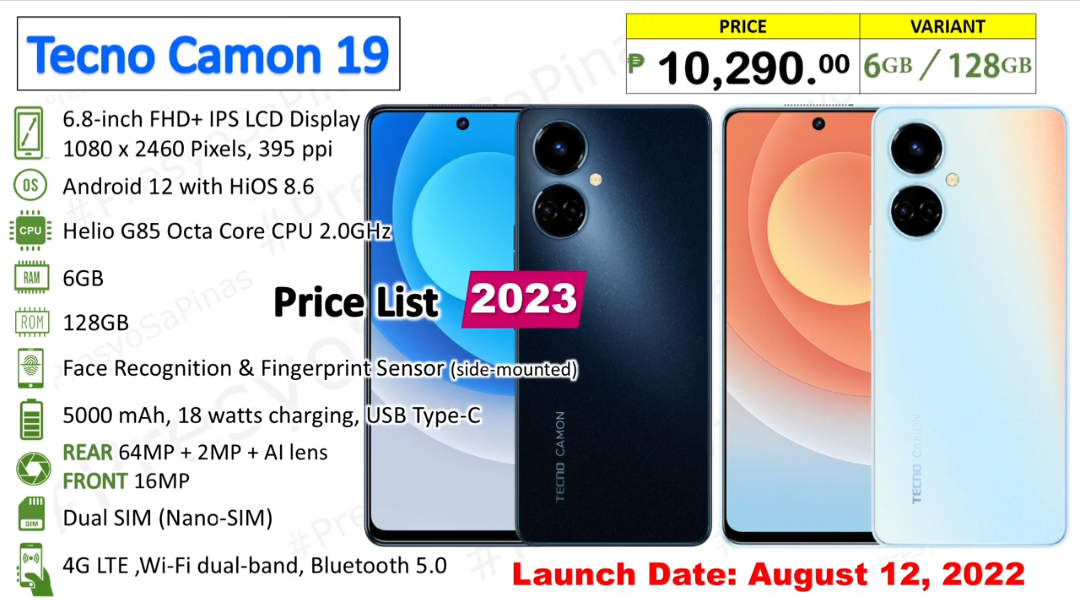 Tecno Camon 19
PRICE
VARIANT
₱ 10,290.00
6GB / 128GB
6.8-inch FHD+ IPS LCD Display
1080 x 2460 Pixels, 395 ppi
OS
Android 12 with HiOS 8.6
CPU
Helio G85 Octa Core CPU 2.0GHz
RAM
6GB
Price List 2023
ROM
128GB
Face Recognition & Fingerprint Sensor (side-mounted)
5000 mAh, 18 watts charging, USB Type-C
REAR 64MP + 2MP + AI lens
FRONT 16MP
SIM
Dual SIM (Nano-SIM)
4G LTE ,Wi-Fi dual-band, Bluetooth 5.0
TECNO CAMON
TECNO CAMON
Launch Date: August 12, 2022
#PresyoSaPinas